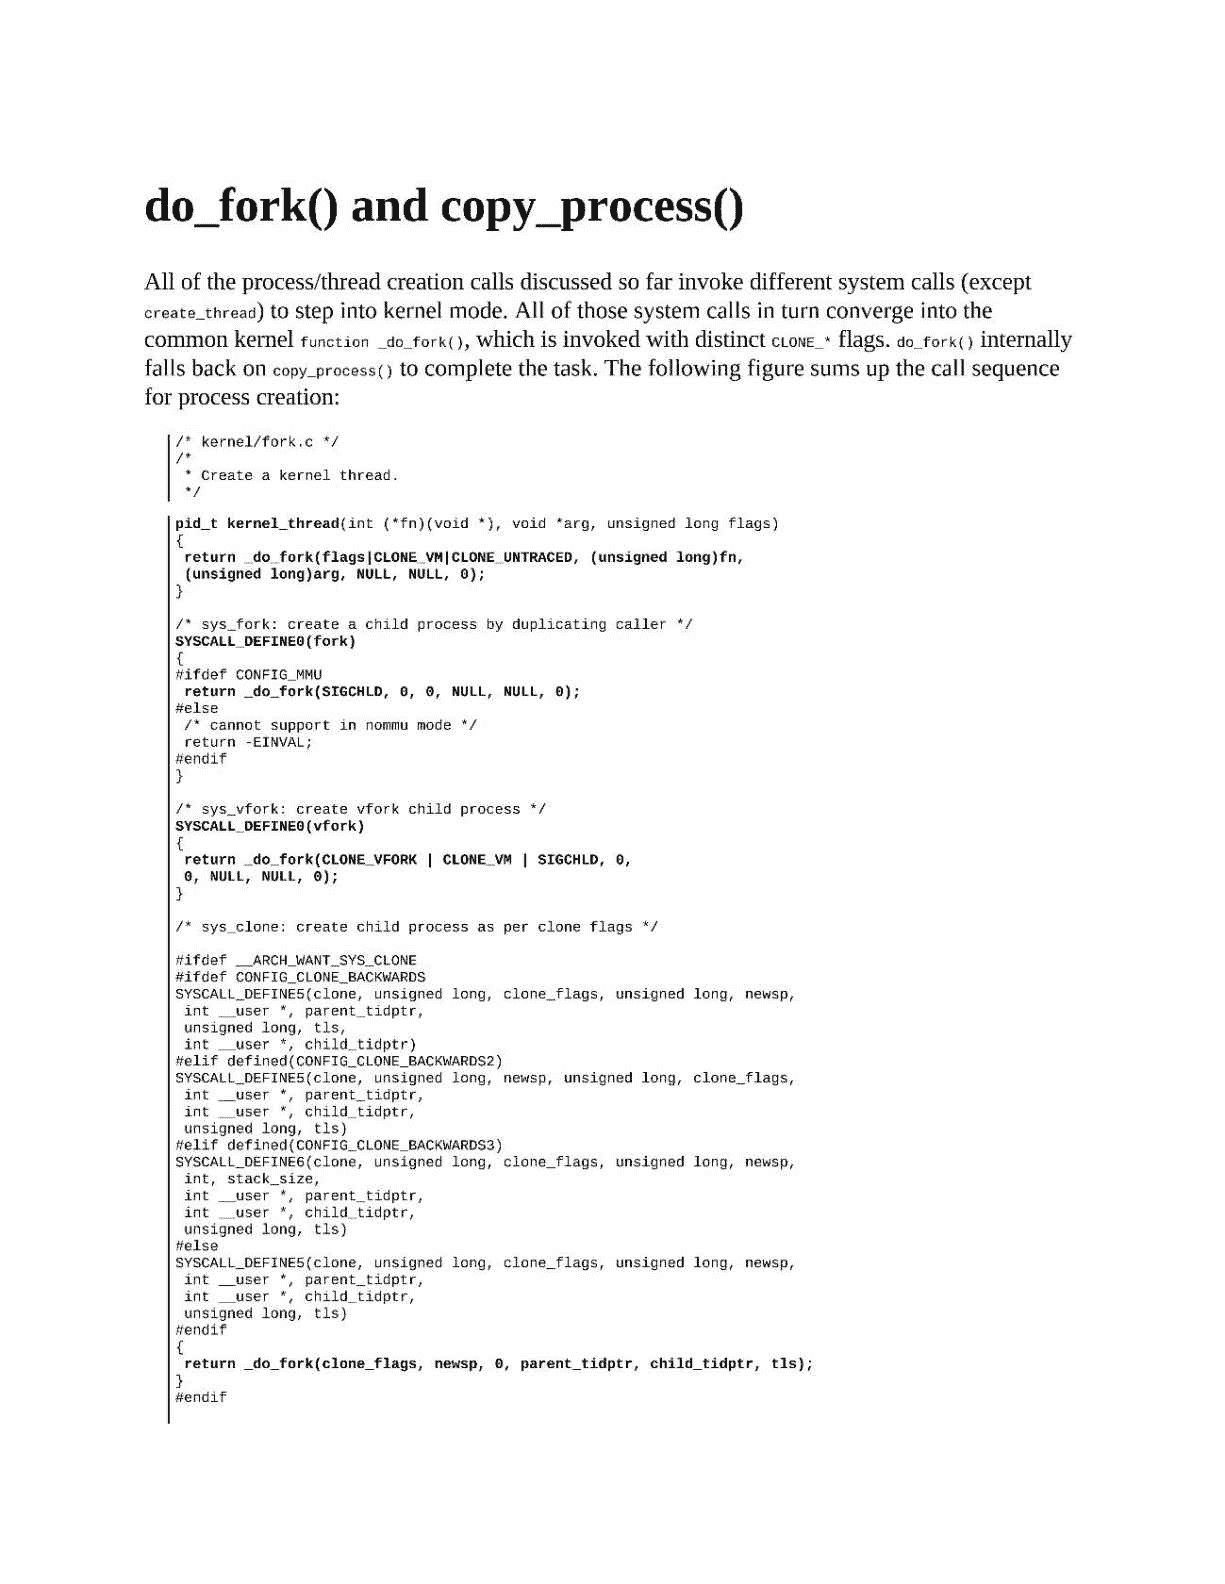 do_fork() and copy_process()
All of the process/thread creation calls discussed so far invoke different system calls (except
create_thread) to step into kernel mode. All of those system calls in turn converge into the
common kernel function _do_fork(), which is invoked with distinct CLONE_* flags. do_fork() internally
falls back on copy_process() to complete the task. The following figure sums up the call sequence
for process creation:
/* kernel/fork.c */
/*
 * Create a kernel thread.
 */
pid_t kernel_thread(int (*fn)(void *), void *arg, unsigned long flags)
{
 return _do_fork(flags|CLONE_VM|CLONE_UNTRACED, (unsigned long)fn,
 (unsigned long)arg, NULL, NULL, 0);
}
/* sys_fork: create a child process by duplicating caller */
SYSCALL_DEFINE0(fork)
{
#ifdef CONFIG_MMU
 return _do_fork(SIGCHLD, 0, 0, NULL, NULL, 0);
#else
 /* cannot support in nommu mode */
 return -EINVAL;
#endif
}
/* sys_vfork: create vfork child process */
SYSCALL_DEFINE0(vfork)
{
 return _do_fork(CLONE_VFORK | CLONE_VM | SIGCHLD, 0,
 0, NULL, NULL, 0);
}
/* sys_clone: create child process as per clone flags */
#ifdef __ARCH_WANT_SYS_CLONE
#ifdef CONFIG_CLONE_BACKWARDS
SYSCALL_DEFINE5(clone, unsigned long, clone_flags, unsigned long, newsp,
 int __user *, parent_tidptr,
 unsigned long, tls,
 int __user *, child_tidptr)
#elif defined(CONFIG_CLONE_BACKWARDS2)
SYSCALL_DEFINE5(clone, unsigned long, newsp, unsigned long, clone_flags,
 int __user *, parent_tidptr,
 int __user *, child_tidptr,
 unsigned long, tls)
#elif defined(CONFIG_CLONE_BACKWARDS3)
SYSCALL_DEFINE6(clone, unsigned long, clone_flags, unsigned long, newsp,
 int, stack_size,
 int __user *, parent_tidptr,
 int __user *, child_tidptr,
 unsigned long, tls)
#else
SYSCALL_DEFINE5(clone, unsigned long, clone_flags, unsigned long, newsp,
 int __user *, parent_tidptr,
 int __user *, child_tidptr,
 unsigned long, tls)
#endif
{
 return _do_fork(clone_flags, newsp, 0, parent_tidptr, child_tidptr, tls);
}
#endif